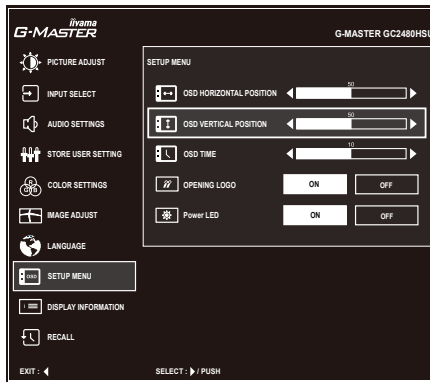 iiyama
G-MASTER
G-MASTER GC2480HSU
PICTURE ADJUST
INPUT SELECT
AUDIO SETTINGS
STORE USER SETTING
R
G B
COLOR SETTINGS
IMAGE ADJUST
LANGUAGE
OSD
SETUP MENU
i
DISPLAY INFORMATION
RECALL
SETUP MENU
OSD HORIZONTAL POSITION
50
OSD VERTICAL POSITION
50
OSD TIME
10
OPENING LOGO
ON
OFF
Power LED
ON
OFF
EXIT :
SELECT : / PUSH